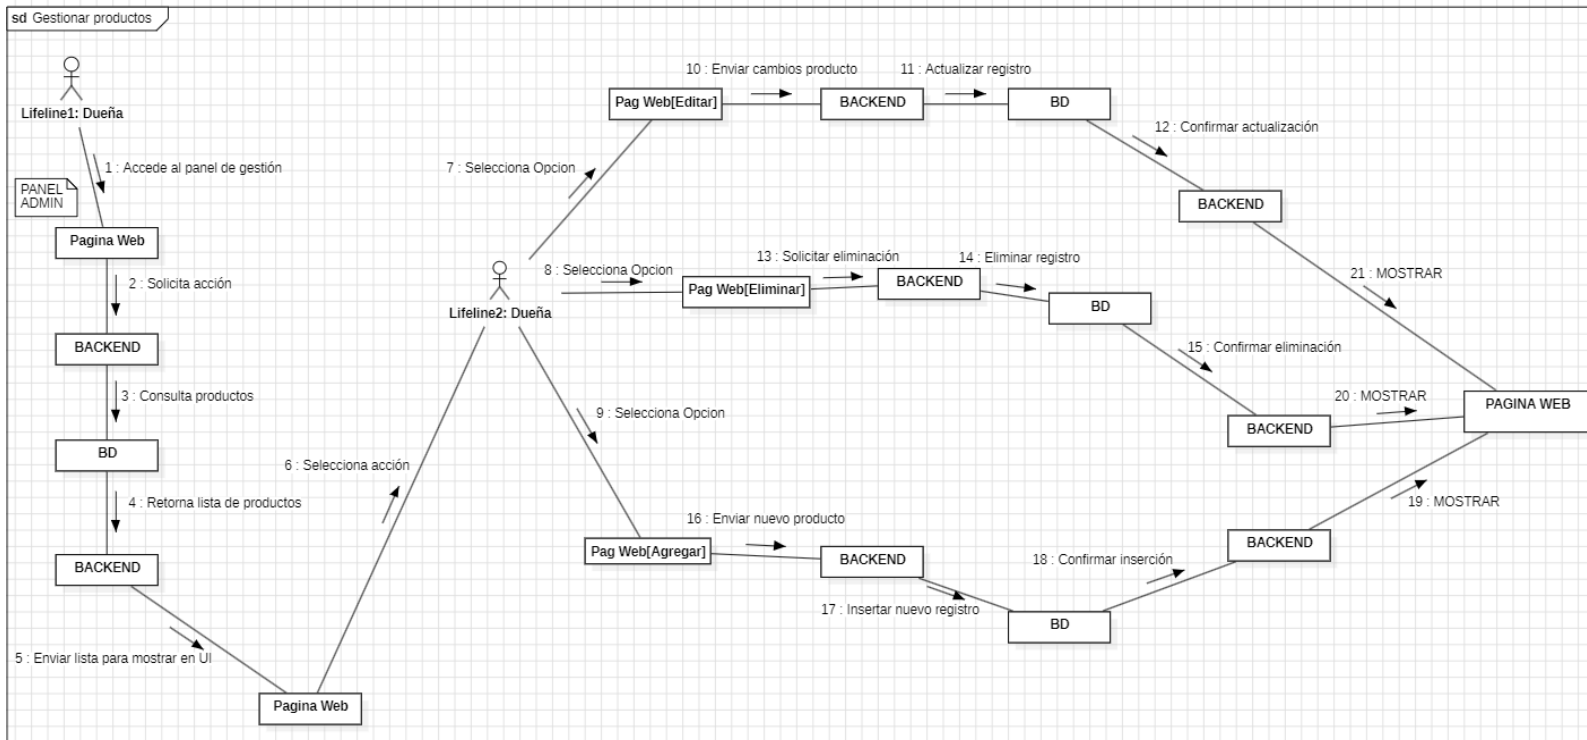 sd Gestionar productos
Lifeline1: Dueña
1 : Accede al panel de gestión
PANEL
ADMIN
Pagina Web
2 : Solicita acción
BACKEND
3 : Consulta productos
BD
4 : Retorna lista de productos
BACKEND
5 : Enviar lista para mostrar en UI
Pagina Web
6 : Selecciona acción
Lifeline2: Dueña
7 : Selecciona Opcion
Pag Web[Editar]
10 : Enviar cambios producto
BACKEND
11 : Actualizar registro
BD
12 : Confirmar actualización
BACKEND
21 : MOSTRAR
8 : Selecciona Opcion
Pag Web[Eliminar]
13 : Solicitar eliminación
BACKEND
14 : Eliminar registro
BD
15 : Confirmar eliminación
BACKEND
20 : MOSTRAR
PAGINA WEB
9 : Selecciona Opcion
Pag Web[Agregar]
16 : Enviar nuevo producto
BACKEND
17 : Insertar nuevo registro
BD
18 : Confirmar inserción
BACKEND
19 : MOSTRAR